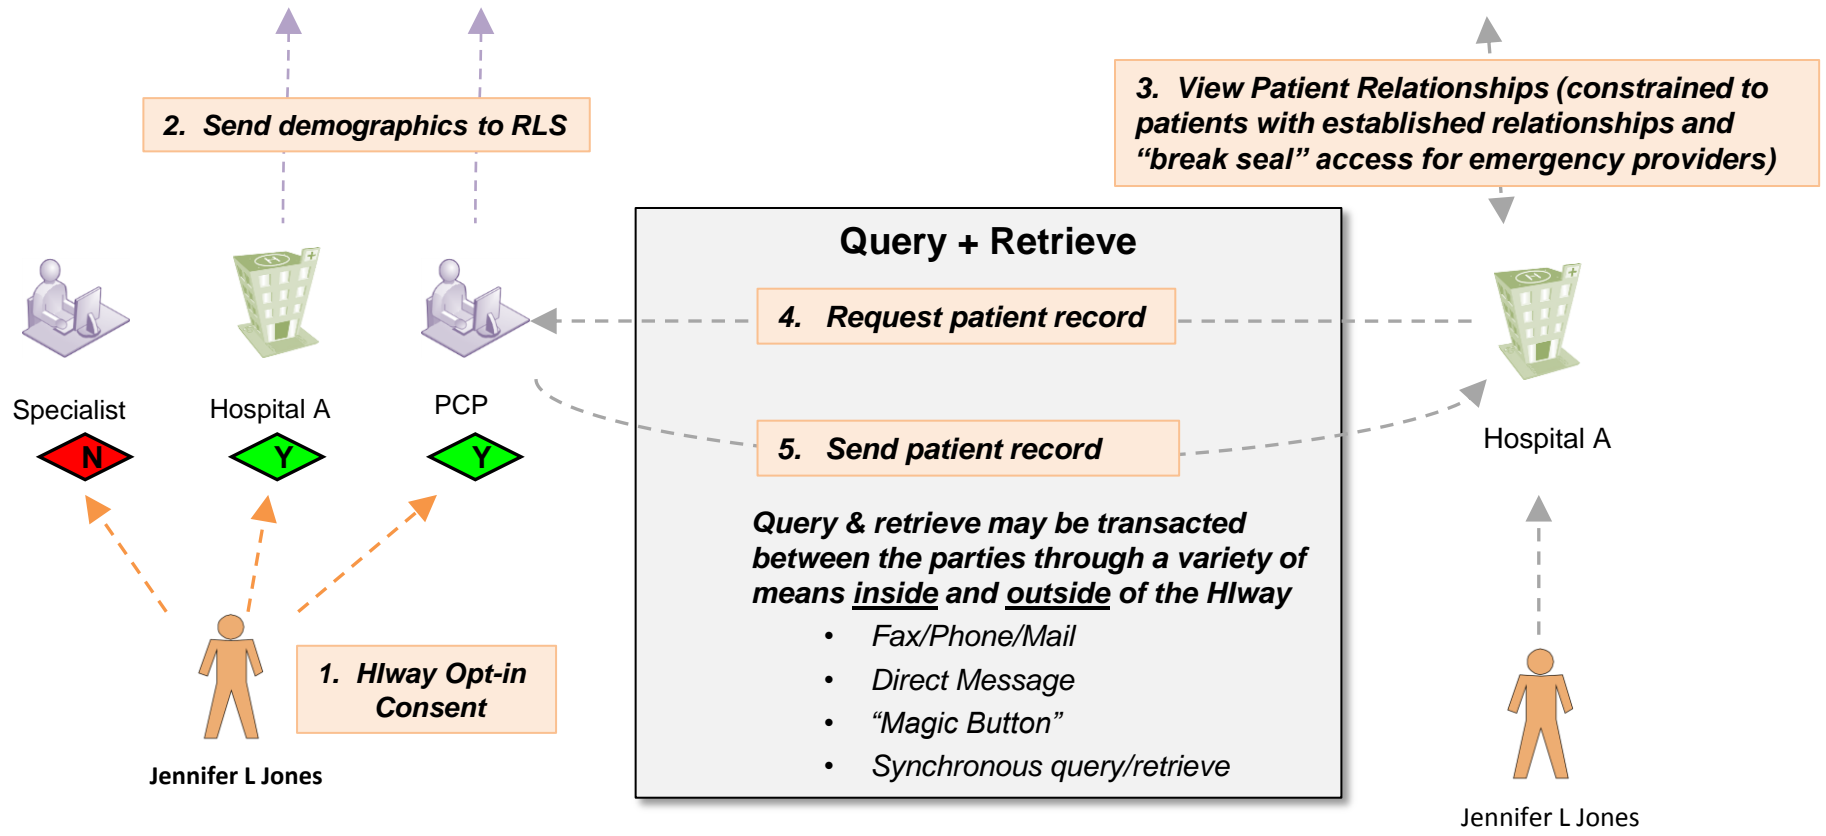 2. Send demographics to RLS
3. View Patient Relationships (constrained to
patients with established relationships and
“break seal” access for emergency providers)
Query + Retrieve
4. Request patient record
Specialist
Hospital A
PCP
N
Y
Y
5. Send patient record
Hospital A
Query & retrieve may be transacted
between the parties through a variety of
means inside and outside of the HIway
• Fax/Phone/Mail
• Direct Message
• “Magic Button”
• Synchronous query/retrieve
1. HIway Opt-in
Consent
Jennifer L Jones
Jennifer L Jones